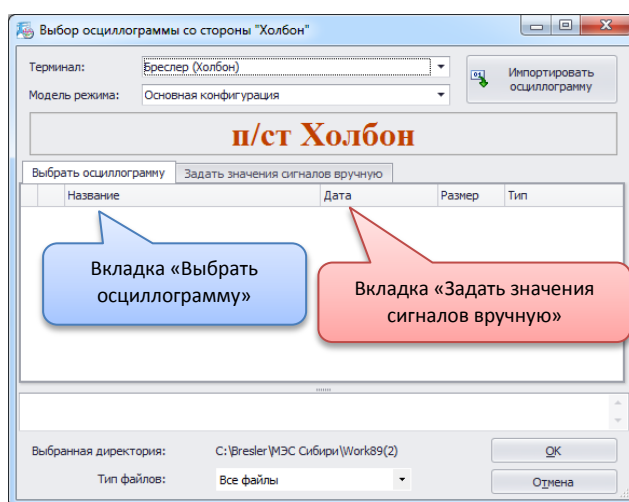 Выбор осциллограммы со стороны "Холбон"
Терминал: Бреслер (Холбон)
Импортировать осциллограмму
Модель режима: Основная конфигурация
п/ст Холбон
Выбрать осциллограмму Задать значения сигналов вручную
Название Дата Размер Тип
Вкладка «Выбрать
осциллограмму»
Вкладка «Задать значения
сигналов вручную»
Выбранная директория: C:\Bresler\МЭС Сибири\Work89(2)
OK
Тип файлов: Все файлы
Отмена